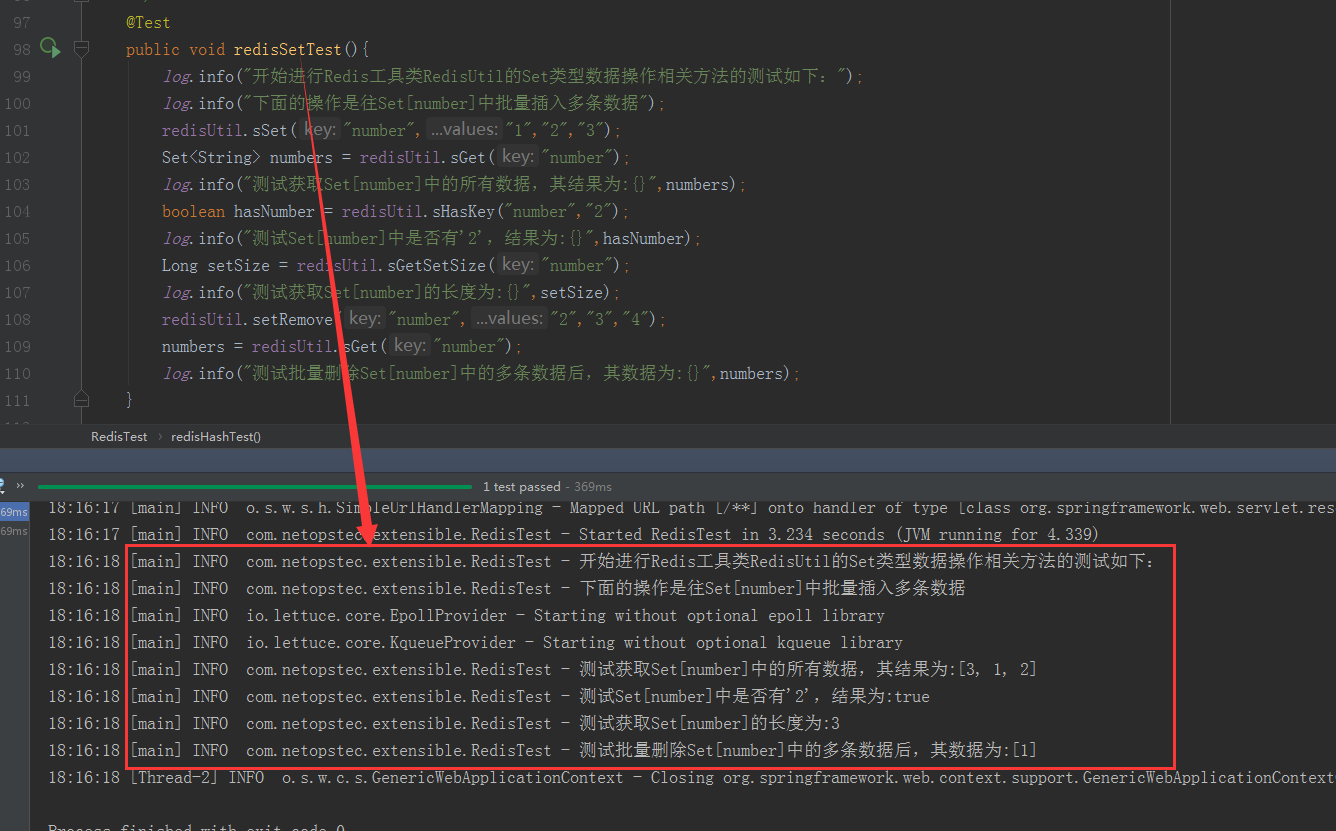 97 @Test
98 public void redisSetTest(){
99 log.info("开始进行Redis工具类RedisUtil的Set类型数据操作相关方法的测试如下：");
100 log.info("下面的操作是往Set[number]中批量插入多条数据");
101 redisUtil.sSet( key: "number", ...values: "1","2","3");
102 Set<String> numbers = redisUtil.sGet( key: "number");
103 log.info("测试获取Set[number]中的所有数据，其结果为:{}",numbers);
104 boolean hasNumber = redisUtil.sHasKey("number","2");
105 log.info("测试Set[number]中是否有'2'，结果为:{}",hasNumber);
106 Long setSize = redisUtil.sGetSetSize( key: "number");
107 log.info("测试获取Set[number]的长度为:{}",setSize);
108 redisUtil.setRemove( key: "number", ...values: "2","3","4");
109 numbers = redisUtil.sGet( key: "number");
110 log.info("测试批量删除Set[number]中的多条数据后，其数据为:{}",numbers);
111 }
RedisTest › redisHashTest()
» 1 test passed - 369ms
69ms 18:16:17 [main] INFO o.s.w.s.h.SimpleUrlHandlerMapping - Mapped URL path [/**] onto handler of type [class org.springframework.web.servlet.res
69ms 18:16:17 [main] INFO com.netopstec.extensible.RedisTest - Started RedisTest in 3.234 seconds (JVM running for 4.339)
18:16:18 [main] INFO com.netopstec.extensible.RedisTest - 开始进行Redis工具类RedisUtil的Set类型数据操作相关方法的测试如下：
18:16:18 [main] INFO com.netopstec.extensible.RedisTest - 下面的操作是往Set[number]中批量插入多条数据
18:16:18 [main] INFO io.lettuce.core.EpollProvider - Starting without optional epoll library
18:16:18 [main] INFO io.lettuce.core.KqueueProvider - Starting without optional kqueue library
18:16:18 [main] INFO com.netopstec.extensible.RedisTest - 测试获取Set[number]中的所有数据，其结果为:[3, 1, 2]
18:16:18 [main] INFO com.netopstec.extensible.RedisTest - 测试Set[number]中是否有'2'，结果为:true
18:16:18 [main] INFO com.netopstec.extensible.RedisTest - 测试获取Set[number]的长度为:3
18:16:18 [main] INFO com.netopstec.extensible.RedisTest - 测试批量删除Set[number]中的多条数据后，其数据为:[1]
18:16:18 [Thread-2] INFO o.s.w.c.s.GenericWebApplicationContext - Closing org.springframework.web.context.support.GenericWebApplicationContext
Process finished with exit code 0